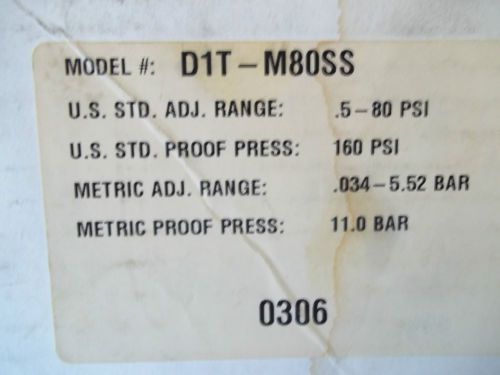 MODEL #: D1T-M80SS
U.S. STD. ADJ. RANGE: .5-80 PSI
U.S. STD. PROOF PRESS: 160 PSI
METRIC ADJ. RANGE: .034-5.52 BAR
METRIC PROOF PRESS: 11.0 BAR
0306